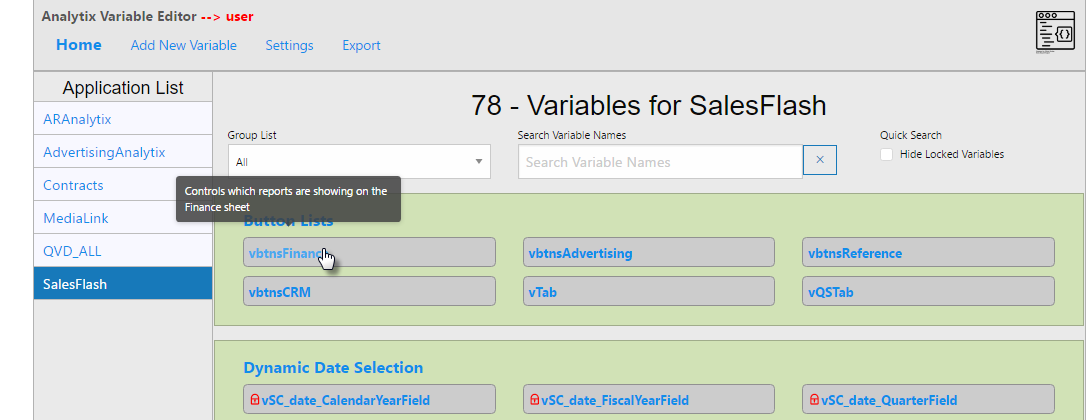 Analytix Variable Editor --> user
Home Add New Variable Settings Export
Application List
ARAnalytix
AdvertisingAnalytix
Contracts
MediaLink
QVD_ALL
SalesFlash
78 - Variables for SalesFlash
Group List Search Variable Names Quick Search
All Search Variable Names × Hide Locked Variables
Controls which reports are showing on the
Finance sheet
Button Lists
vbtnsFinanc vbtnsAdvertising vbtnsReference
vbtnsCRM vTab vQSTab
Dynamic Date Selection
vSC_date_CalendarYearField vSC_date_FiscalYearField vSC_date_QuarterField